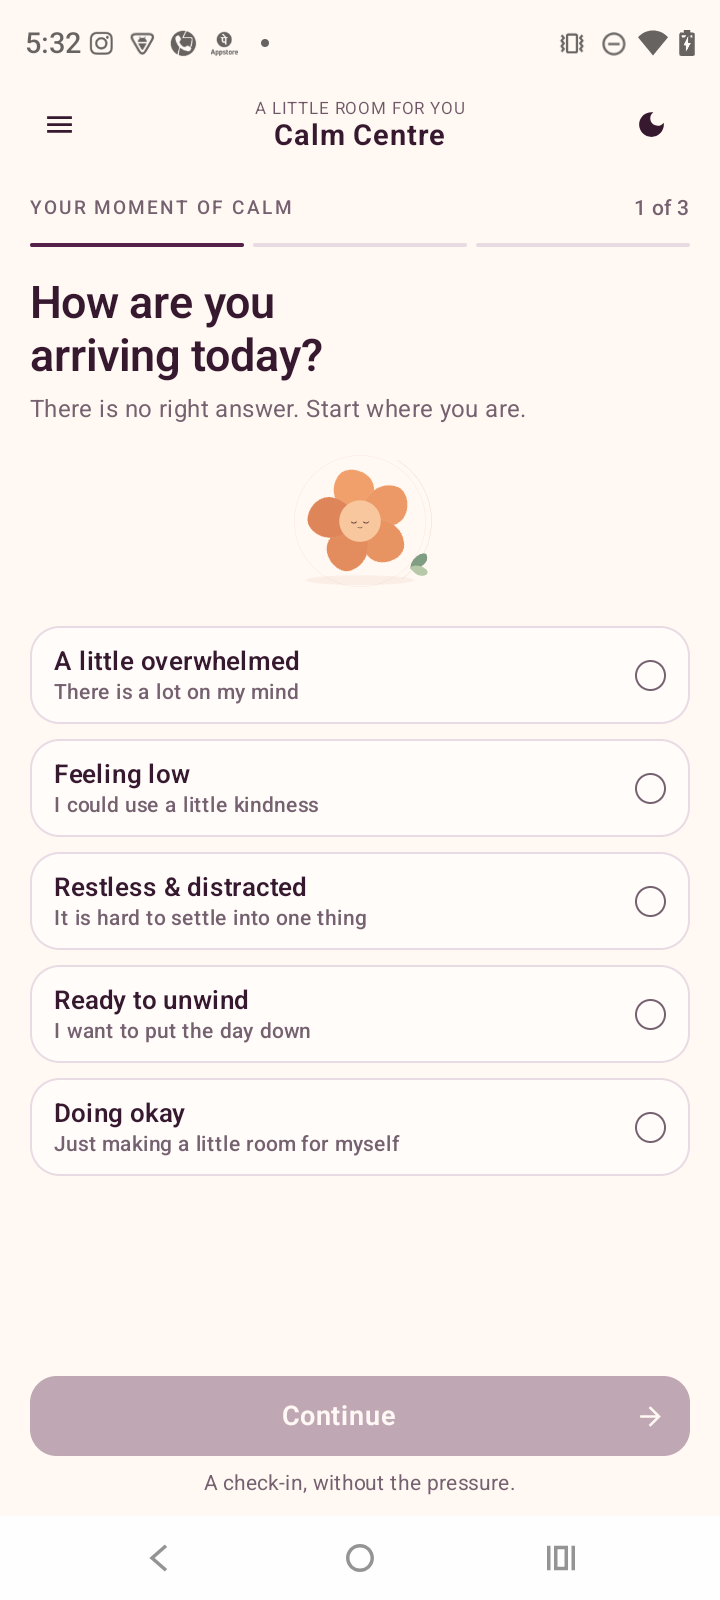 5:32
Appstore
A LITTLE ROOM FOR YOU
Calm Centre
YOUR MOMENT OF CALM
1 of 3
How are you
arriving today?
There is no right answer. Start where you are.
A little overwhelmed
There is a lot on my mind
Feeling low
I could use a little kindness
Restless & distracted
It is hard to settle into one thing
Ready to unwind
I want to put the day down
Doing okay
Just making a little room for myself
Continue
A check-in, without the pressure.